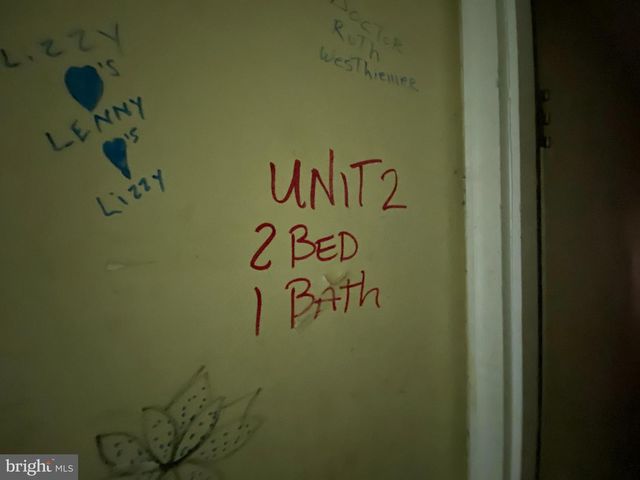 LIZZY
♥'s
LENNY
♥'s
LIZZY
DOCTOR
RUTH
WESTHIEMER
UNIT 2
2 BED
1 BATH
bright MLS